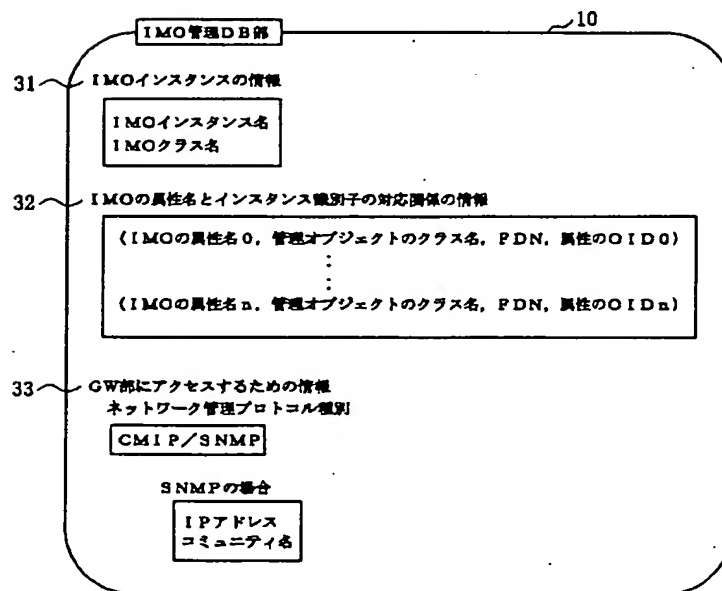 IMO管理DB部
10
31
IMOインスタンスの情報
IMOインスタンス名
IMOクラス名
32
IMOの属性名とインスタンス識別子の対応関係の情報
(IMOの属性名0, 管理オブジェクトのクラス名, FDN, 属性のOID0)
(IMOの属性名n, 管理オブジェクトのクラス名, FDN, 属性のOIDn)
33
GW部にアクセスするための情報
ネットワーク管理プロトコル種別
CMIP/SNMP
SNMPの場合
IPアドレス
コミュニティ名